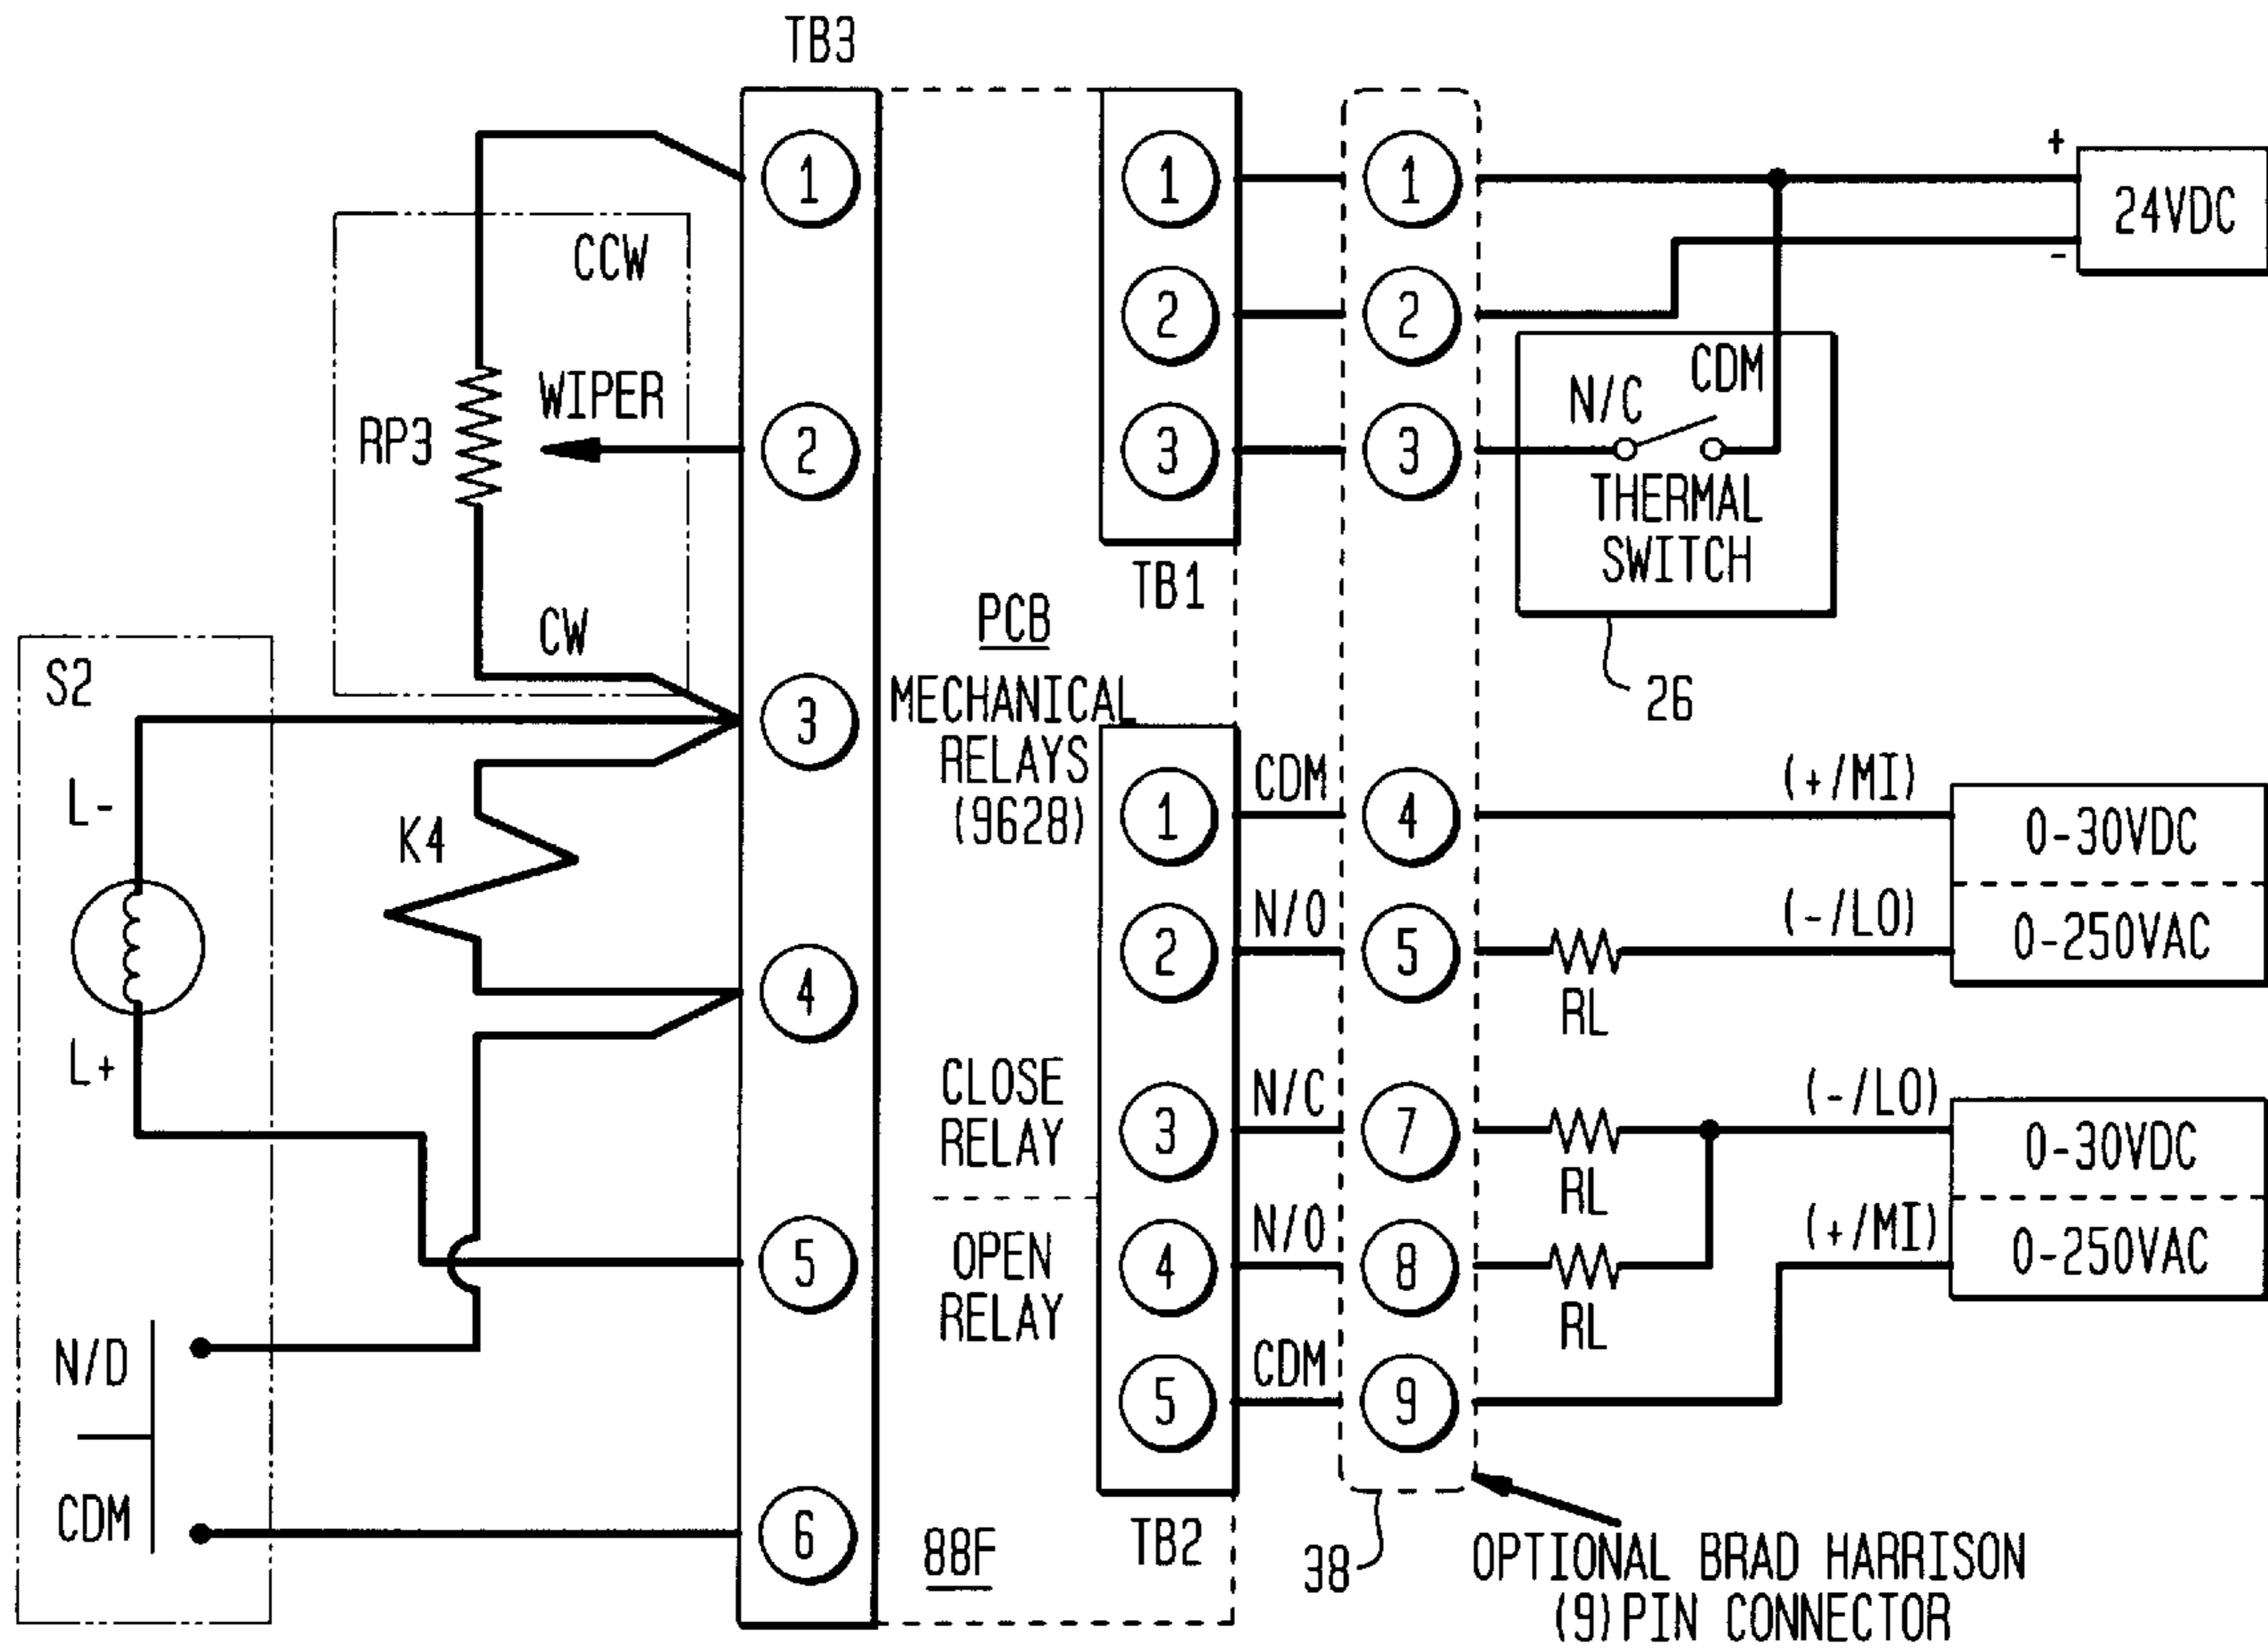 TB3
1
2
3
4
5
6
CCW
WIPER
RP3
CW
S2
L-
K4
L+
N/D
CDM
PCB
MECHANICAL
RELAYS
(9628)
CLOSE
RELAY
OPEN
RELAY
88F
1
2
3
TB1
1
2
3
4
5
TB2
CDM
N/O
N/C
N/O
CDM
1
2
3
4
5
7
8
9
38
+
24VDC
-
N/C
CDM
THERMAL
SWITCH
26
(+/MI)
0-30VDC
(-/LO)
0-250VAC
RL
(-/LO)
0-30VDC
RL
(+/MI)
0-250VAC
RL
OPTIONAL BRAD HARRISON
(9)PIN CONNECTOR